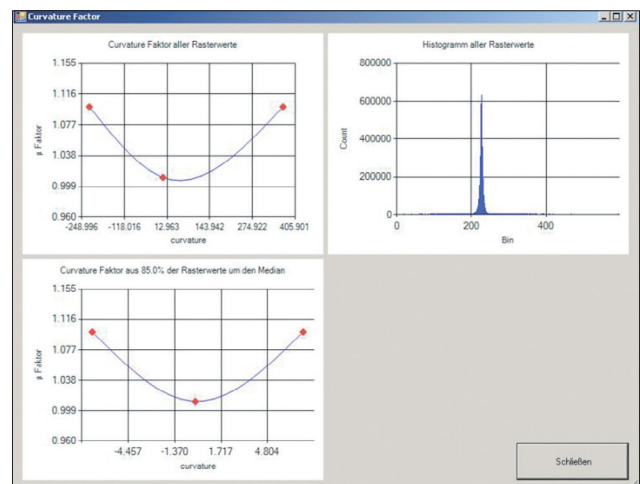 Curvature Factor
Curvature Faktor aller Rasterwerte
1.155
1.116
1.077
1.038
0.999
0.960
µ Faktor
-248.996 -118.016 12.963 143.942 274.922 405.901
curvature
Histogramm aller Rasterwerte
800000
600000
400000
200000
0
Count
0 200 400
Bin
Curvature Faktor aus 85.0% der Rasterwerte um den Median
1.155
1.116
1.077
1.038
0.999
0.960
µ Faktor
-4.457 -1.370 1.717 4.804
curvature
Schließen